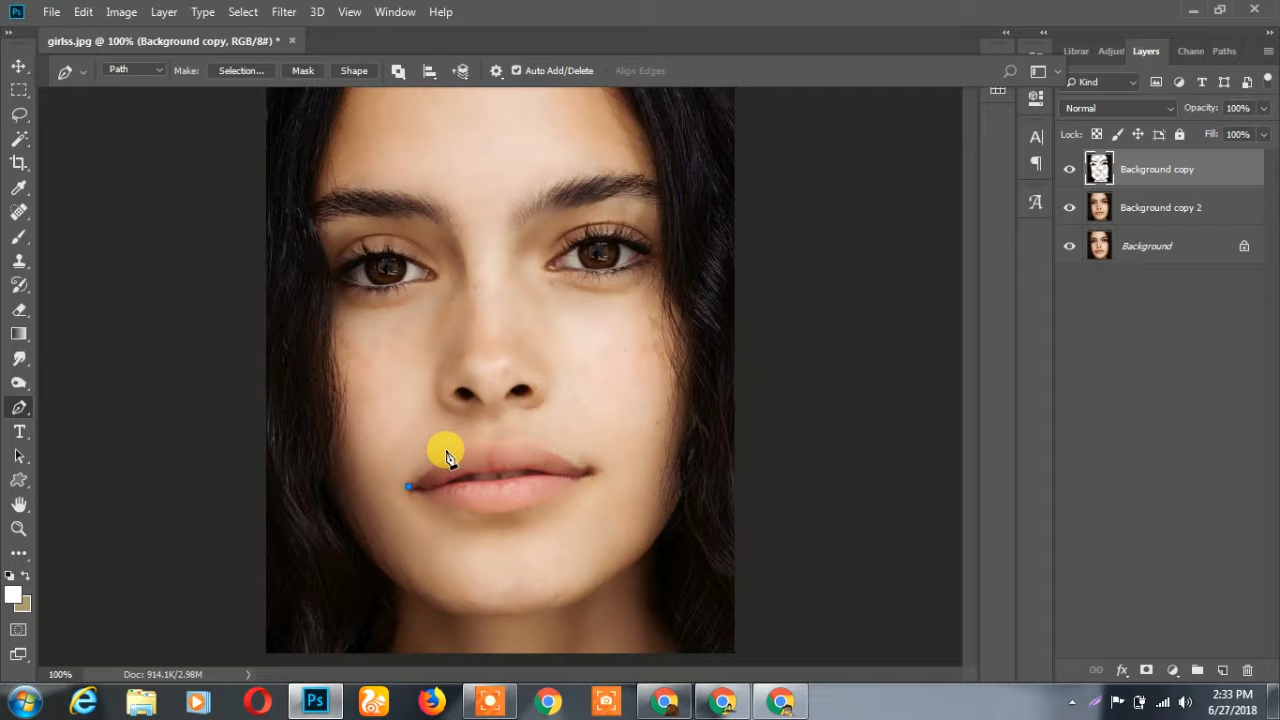 Ps File Edit Image Layer Type Select Filter 3D View Window Help
girlss.jpg @ 100% (Background copy, RGB/8#) * ×
Librar Adjus Layers Chann Paths
Path Make: Selection... Mask Shape Auto Add/Delete Align Edges
Kind
Normal Opacity: 100%
Lock: Fill: 100%
Background copy
Background copy 2
Background
100% Doc: 914.1K/2.98M
2:33 PM
6/27/2018
Ps